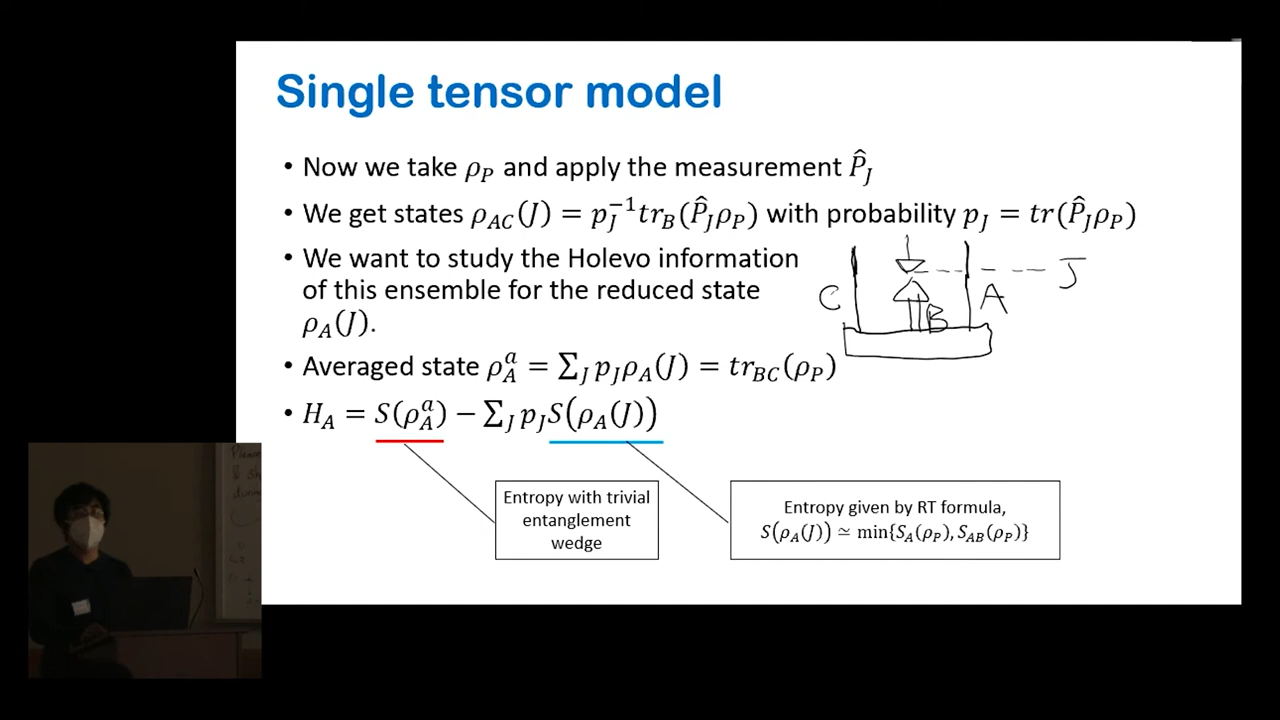 Single tensor model
• Now we take ρ_P and apply the measurement P̂_J
• We get states ρ_AC(J) = p_J^{-1}tr_B(P̂_Jρ_P) with probability p_J = tr(P̂_Jρ_P)
• We want to study the Holevo information
of this ensemble for the reduced state
ρ_A(J).
C
B
A
J
• Averaged state ρ_A^a = ∑_J p_Jρ_A(J) = tr_BC(ρ_P)
• H_A = S(ρ_A^a) − ∑_J p_JS(ρ_A(J))
Entropy with trivial
entanglement
wedge
Entropy given by RT formula,
S(ρ_A(J)) ≃ min{S_A(ρ_P), S_AB(ρ_P)}